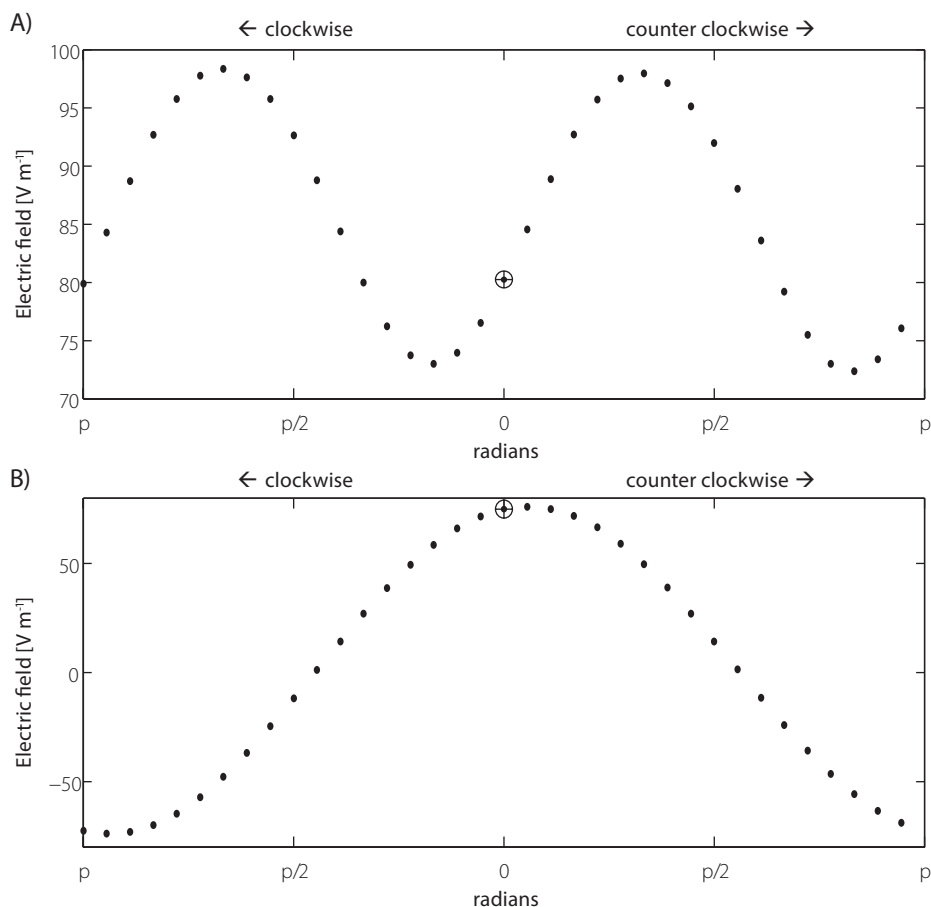 A)
← clockwise
counter clockwise →
100
95
90
85
80
75
70
Electric field [V m⁻¹]
p
p/2
0
p/2
p
radians
B)
← clockwise
counter clockwise →
50
0
−50
Electric field [V m⁻¹]
p
p/2
0
p/2
p
radians